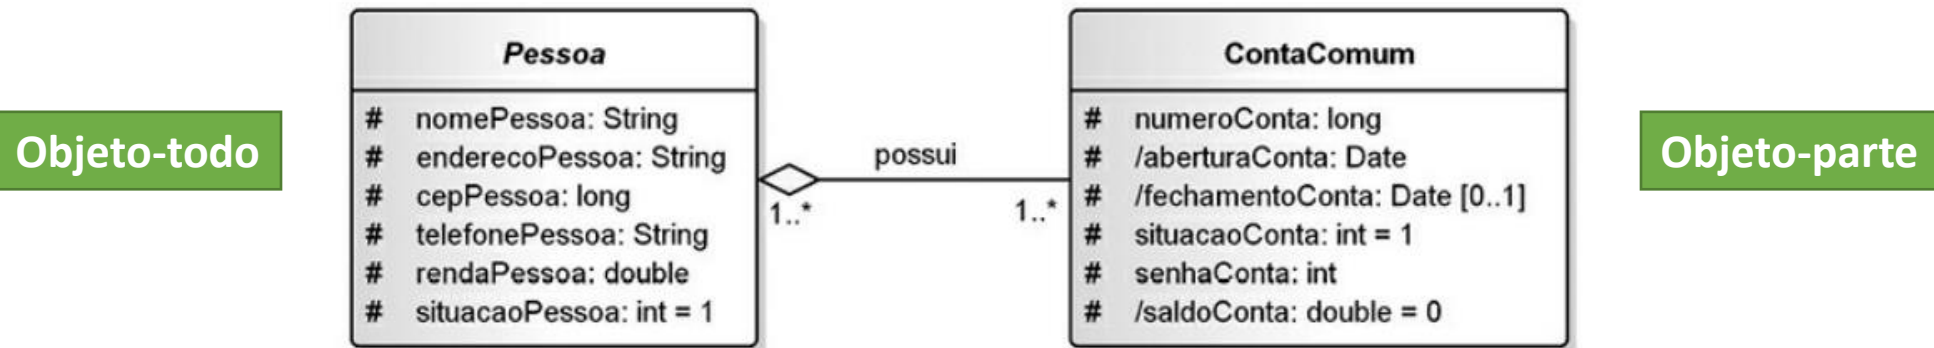 Objeto-todo
Pessoa
# nomePessoa: String
# enderecoPessoa: String
# cepPessoa: long
# telefonePessoa: String
# rendaPessoa: double
# situacaoPessoa: int = 1
possui
1..*
1..*
ContaComum
# numeroConta: long
# /aberturaConta: Date
# /fechamentoConta: Date [0..1]
# situacaoConta: int = 1
# senhaConta: int
# /saldoConta: double = 0
Objeto-parte